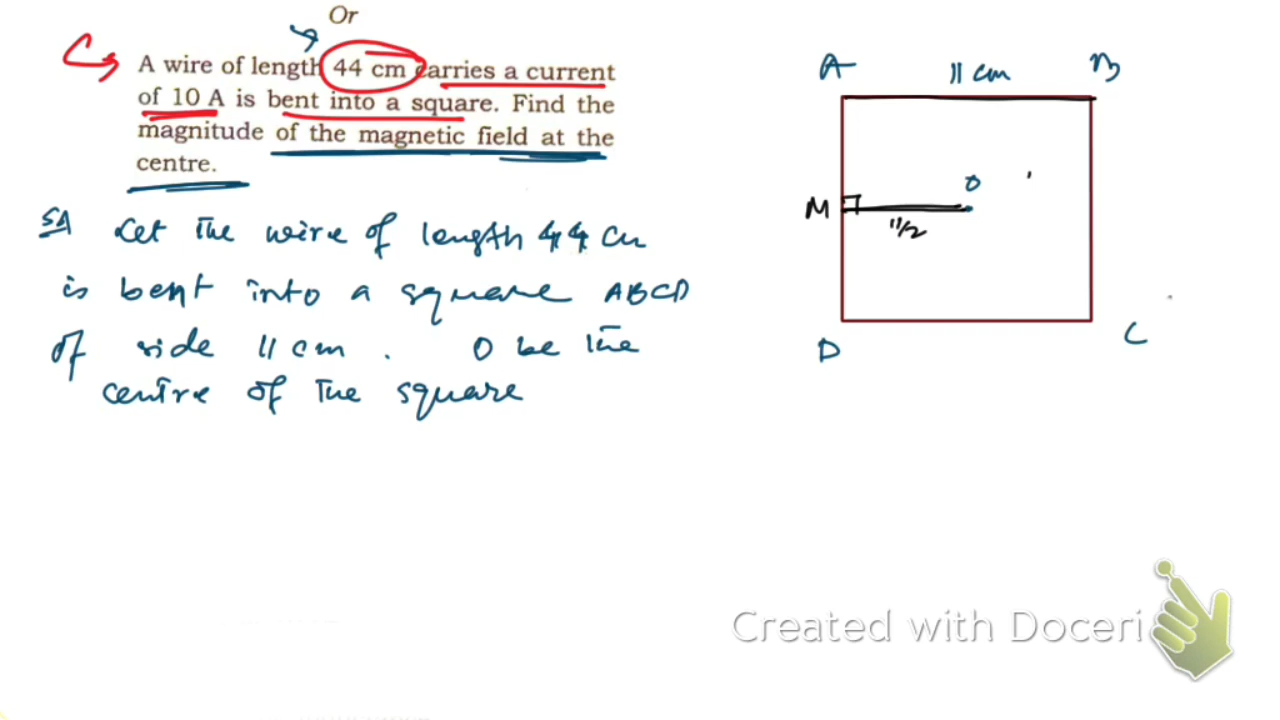 Or
A wire of length 44 cm carries a current
of 10 A is bent into a square. Find the
magnitude of the magnetic field at the
centre.
Let the wire of length 44 cm
is bent into a square ABCD
of side 11 cm . O be the
centre of the square
A 11 cm B
O
M
11/2
D C
Created with Doceri